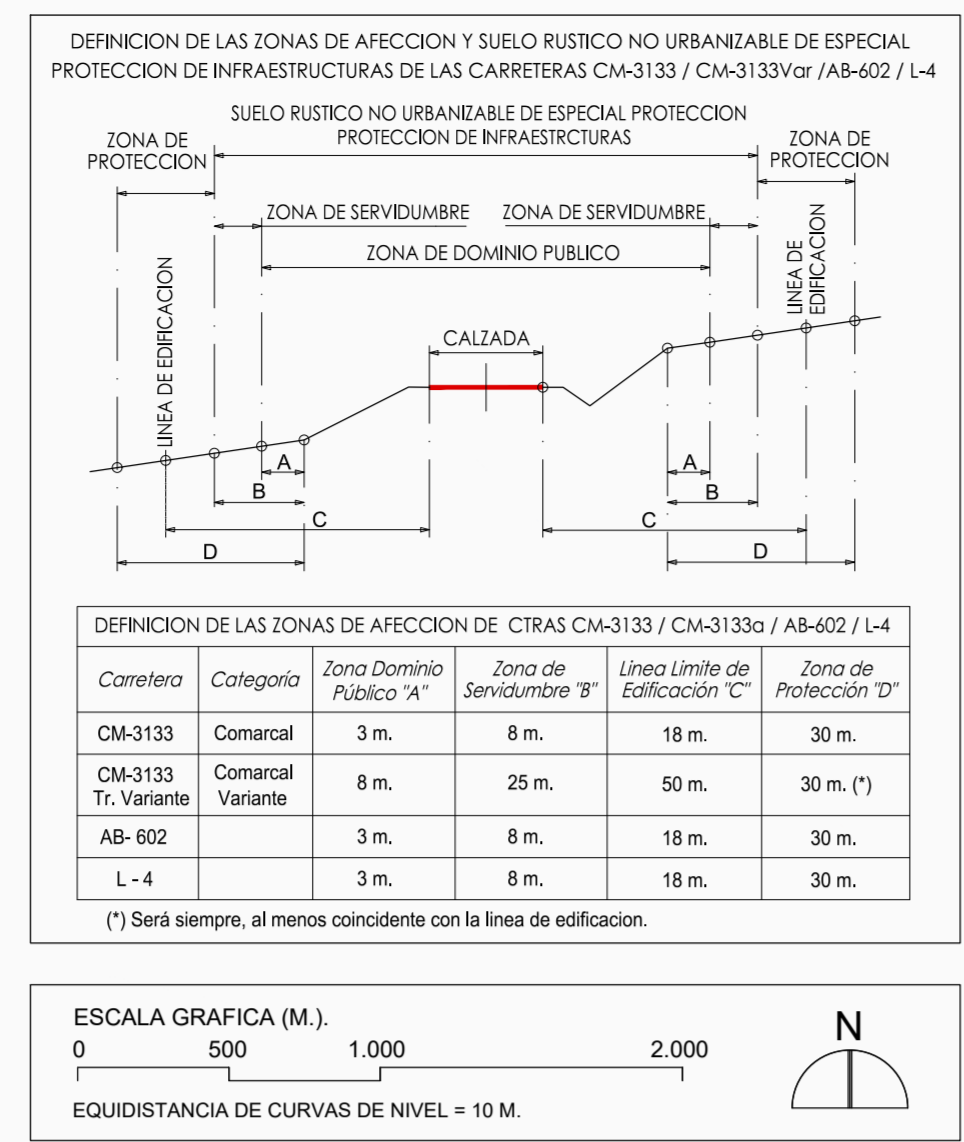 DEFINICION DE LAS ZONAS DE AFECCION Y SUELO RUSTICO NO URBANIZABLE DE ESPECIAL
PROTECCION DE INFRAESTRUCTURAS DE LAS CARRETERAS CM-3133 / CM-3133Var /AB-602 / L-4
SUELO RUSTICO NO URBANIZABLE DE ESPECIAL PROTECCION
PROTECCION DE INFRAESTRCTURAS
ZONA DE
PROTECCION
ZONA DE
PROTECCION
ZONA DE SERVIDUMBRE
ZONA DE SERVIDUMBRE
ZONA DE DOMINIO PUBLICO
LINEA DE EDIFICACION
LINEA DE
EDIFICACION
CALZADA
A
A
B
B
C
C
D
D
DEFINICION DE LAS ZONAS DE AFECCION DE CTRAS CM-3133 / CM-3133a / AB-602 / L-4
Carretera Categoría Zona Dominio Público "A" Zona de Servidumbre "B" Linea Limite de Edificación "C" Zona de Protección "D"
CM-3133 Comarcal 3 m. 8 m. 18 m. 30 m.
CM-3133 Tr. Variante Comarcal Variante 8 m. 25 m. 50 m. 30 m. (*)
AB- 602 3 m. 8 m. 18 m. 30 m.
L - 4 3 m. 8 m. 18 m. 30 m.
(*) Será siempre, al menos coincidente con la linea de edificacion.
ESCALA GRAFICA (M.).
0 500 1.000 2.000
EQUIDISTANCIA DE CURVAS DE NIVEL = 10 M.
N